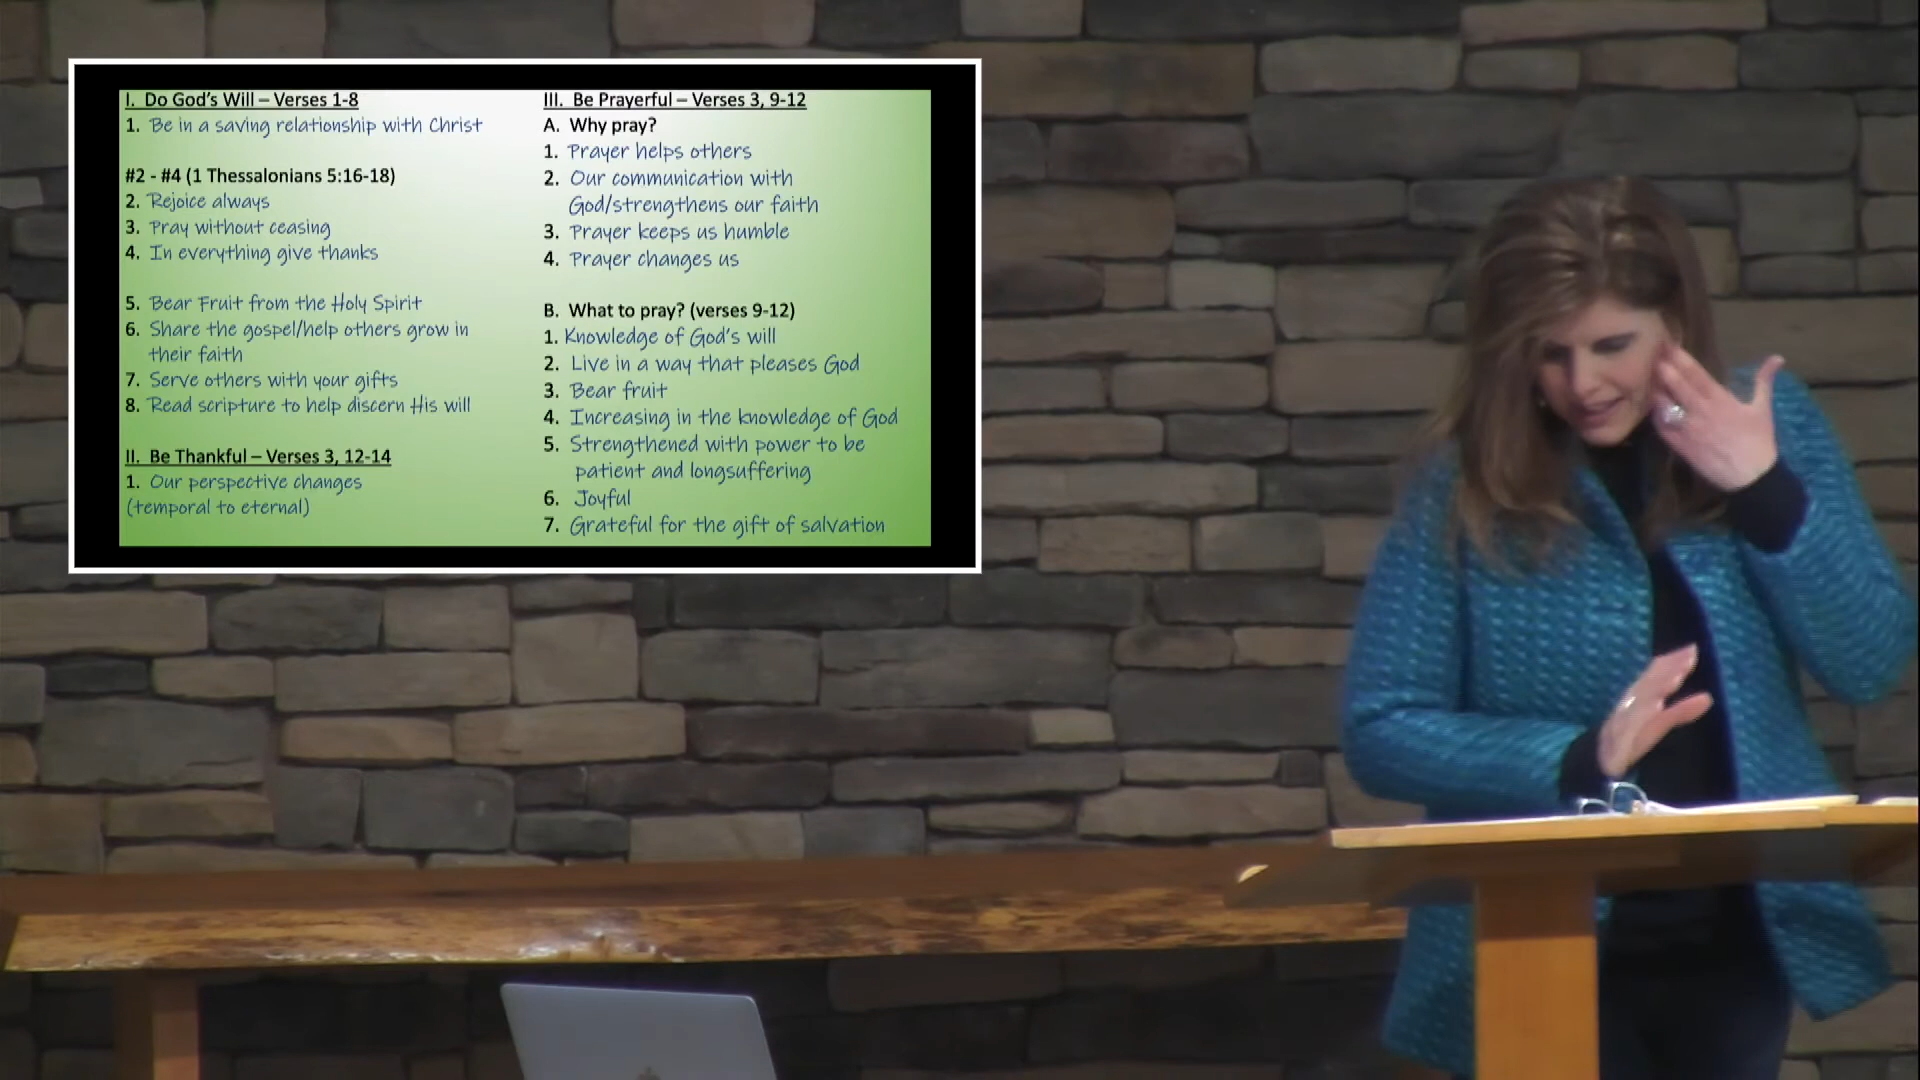 I. Do God's Will – Verses 1-8
1. Be in a saving relationship with Christ
#2 - #4 (1 Thessalonians 5:16-18)
2. Rejoice always
3. Pray without ceasing
4. In everything give thanks
5. Bear Fruit from the Holy Spirit
6. Share the gospel/help others grow in
their faith
7. Serve others with your gifts
8. Read scripture to help discern His will
II. Be Thankful – Verses 3, 12-14
1. Our perspective changes
(temporal to eternal)
III. Be Prayerful – Verses 3, 9-12
A. Why pray?
1. Prayer helps others
2. Our communication with
God/strengthens our faith
3. Prayer keeps us humble
4. Prayer changes us
B. What to pray? (verses 9-12)
1. Knowledge of God's will
2. Live in a way that pleases God
3. Bear fruit
4. Increasing in the knowledge of God
5. Strengthened with power to be
patient and longsuffering
6. Joyful
7. Grateful for the gift of salvation